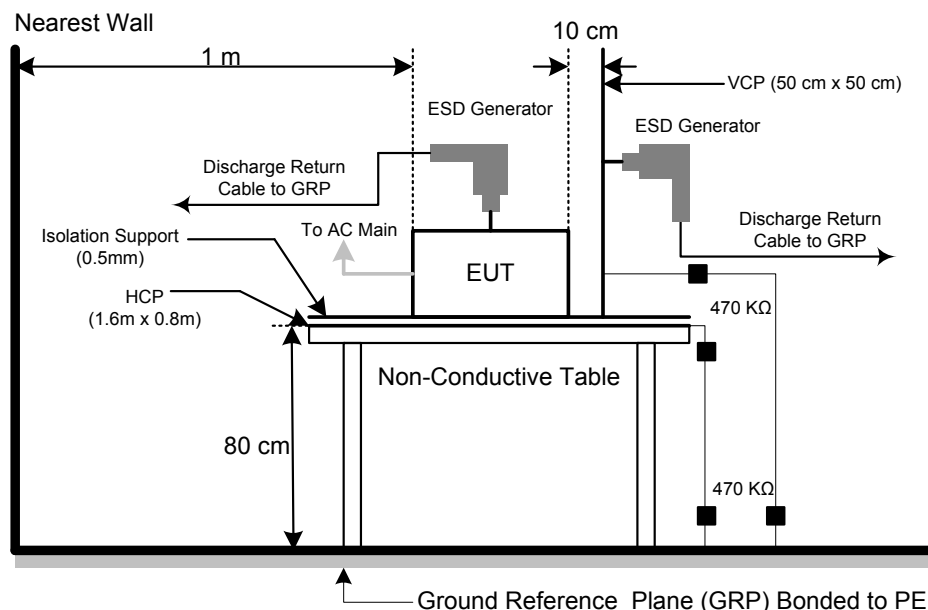 Nearest Wall
10 cm
1 m
VCP (50 cm x 50 cm)
ESD Generator
ESD Generator
Discharge Return
Cable to GRP
Discharge Return
Cable to GRP
To AC Main
Isolation Support
(0.5mm)
EUT
HCP
(1.6m x 0.8m)
470 KΩ
Non-Conductive Table
80 cm
470 KΩ
Ground Reference Plane (GRP) Bonded to PE